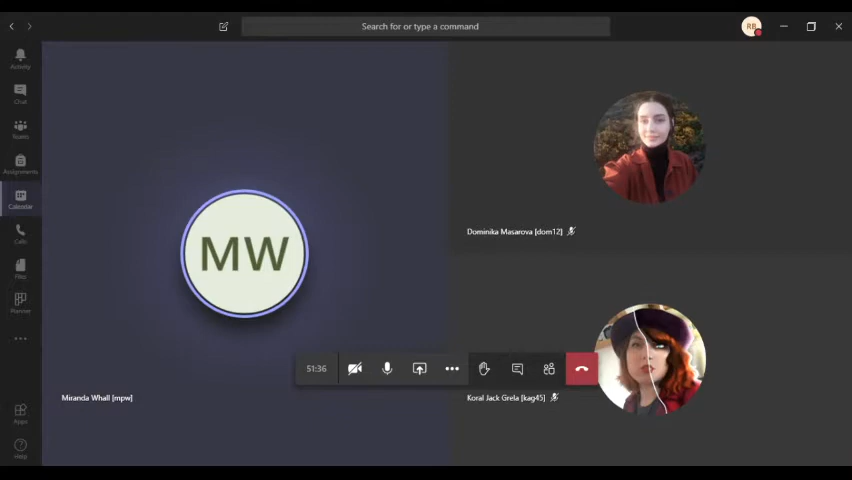 Search for or type a command
RB
Activity
Chat
Teams
Assignments
Calendar
Calls
Files
Planner
Apps
Help
MW
Miranda Whall [mpw]
Dominika Masarova [dom12]
51:36
Koral Jack Grela [kag45]